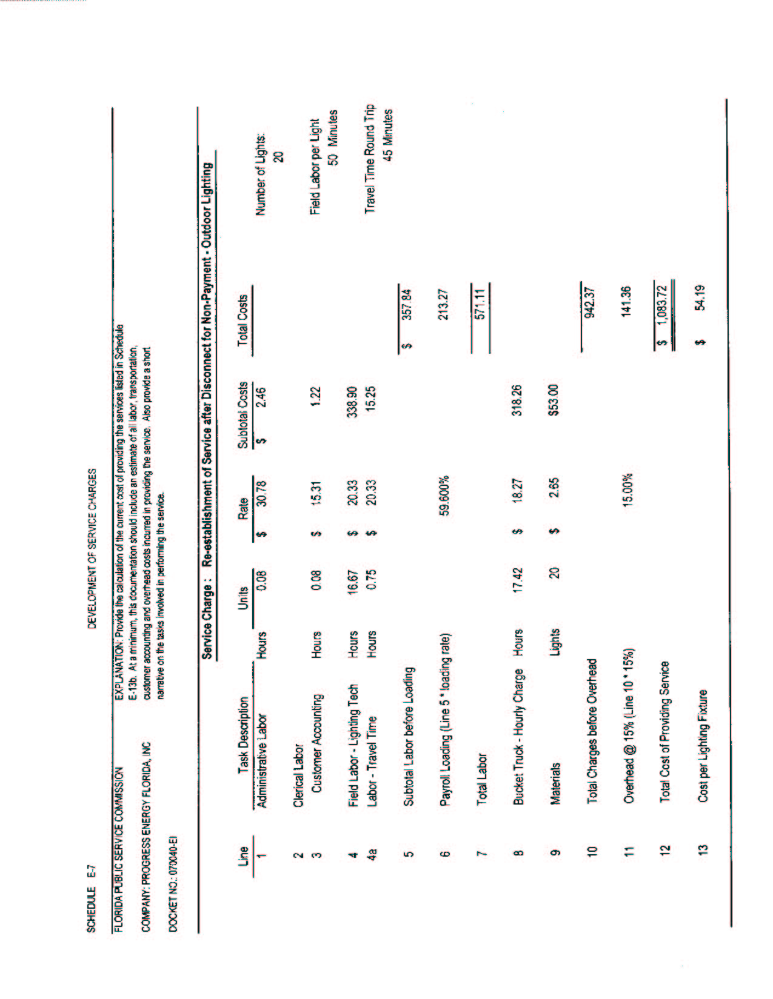 SCHEDULE E-7 DEVELOPMENT OF SERVICE CHARGES
FLORIDA PUBLIC SERVICE COMMISSION EXPLANATION: Provide the calculation of the current cost of providing the services listed in Schedule
E-13b. At a minimum, this documentation should include an estimate of all labor, transportation,
COMPANY: PROGRESS ENERGY FLORIDA, INC customer accounting and overhead costs incurred in providing the service. Also provide a short
narrative on the tasks involved in performing the service.
DOCKET NO.: 070040-EI
Service Charge : Re-establishment of Service after Disconnect for Non-Payment - Outdoor Lighting
Line Task Description Units Rate Subtotal Costs Total Costs
1 Administrative Labor Hours 0.08 $ 30.78 $ 2.46 Number of Lights:
20
2 Clerical Labor
3 Customer Accounting Hours 0.08 $ 15.31 1.22 Field Labor per Light
50 Minutes
4 Field Labor - Lighting Tech Hours 16.67 $ 20.33 338.90
4a Labor - Travel Time Hours 0.75 $ 20.33 15.25 Travel Time Round Trip
45 Minutes
5 Subtotal Labor before Loading $ 357.84
6 Payroll Loading (Line 5 * loading rate) 59.600% 213.27
7 Total Labor 571.11
8 Bucket Truck - Hourly Charge Hours 17.42 $ 18.27 318.26
9 Materials Lights 20 $ 2.65 $53.00
10 Total Charges before Overhead 942.37
11 Overhead @ 15% (Line 10 * 15%) 15.00% 141.36
12 Total Cost of Providing Service $ 1,083.72
13 Cost per Lighting Fixture $ 54.19